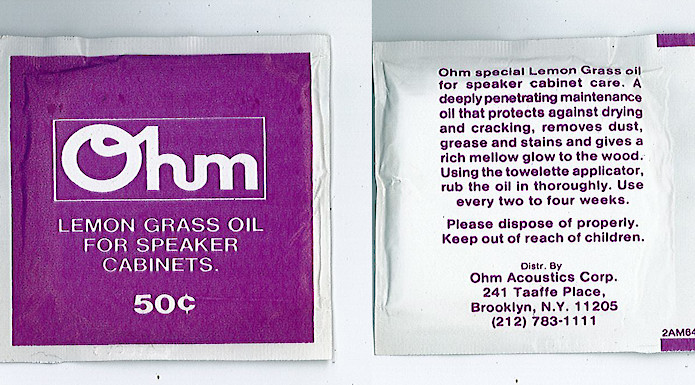 Ohm
LEMON GRASS OIL
FOR SPEAKER
CABINETS.
50¢
Ohm special Lemon Grass oil
for speaker cabinet care. A
deeply penetrating maintenance
oil that protects against drying
and cracking, removes dust,
grease and stains and gives a
rich mellow glow to the wood.
Using the towelette applicator,
rub the oil in thoroughly. Use
every two to four weeks.
Please dispose of properly.
Keep out of reach of children.
Distr. By
Ohm Acoustics Corp.
241 Taaffe Place,
Brooklyn, N.Y. 11205
(212) 783-1111
2AM84